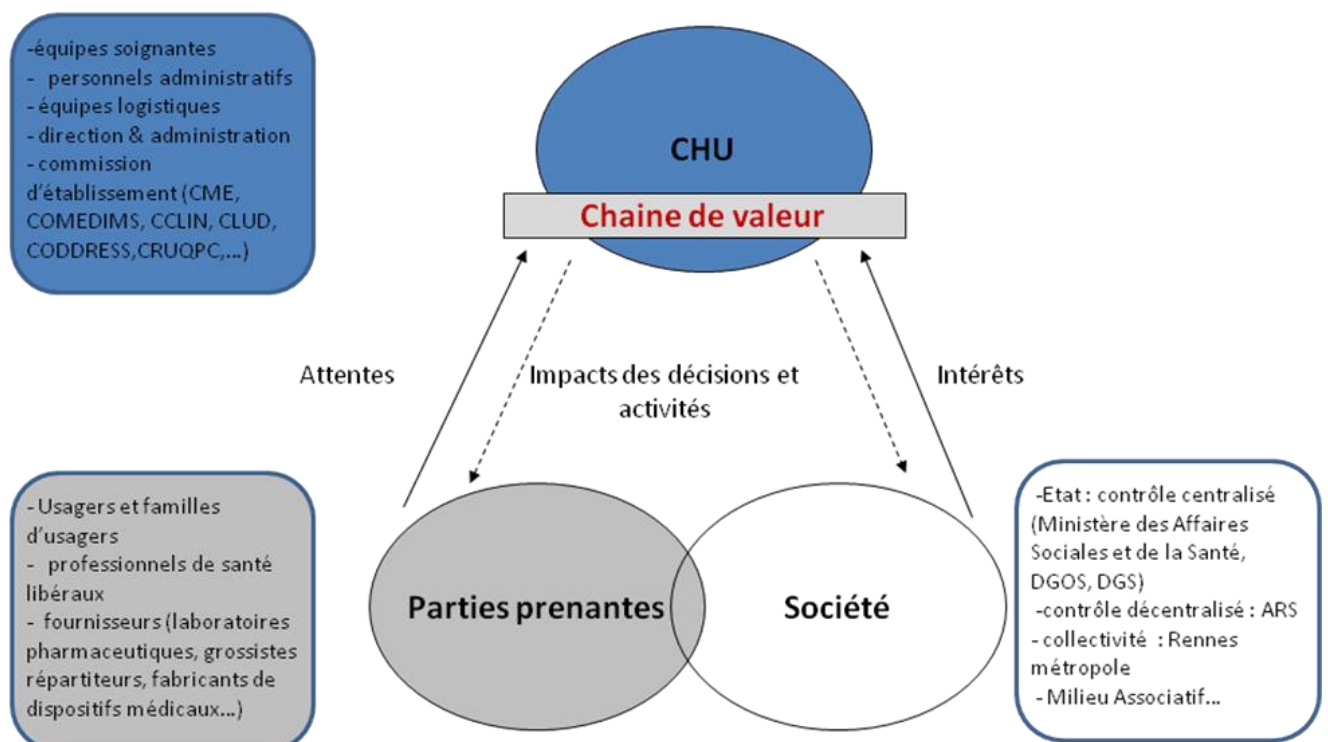 -équipes soignantes
- personnels administratifs
- équipes logistiques
- direction & administration
- commission
d'établissement (CME,
COMEDIMS, CCLIN, CLUD,
CODDRESS,CRUQPC,...)
CHU
Chaine de valeur
Attentes
Impacts des décisions et
activités
Intérêts
- Usagers et familles
d'usagers
- professionnels de santé
libéraux
- fournisseurs (laboratoires
pharmaceutiques, grossistes
répartiteurs, fabricants de
dispositifs médicaux...)
Parties prenantes
Société
-Etat : contrôle centralisé
(Ministère des Affaires
Sociales et de la Santé,
DGOS, DGS)
-contrôle décentralisé : ARS
- collectivité : Rennes
métropole
- Milieu Associatif...